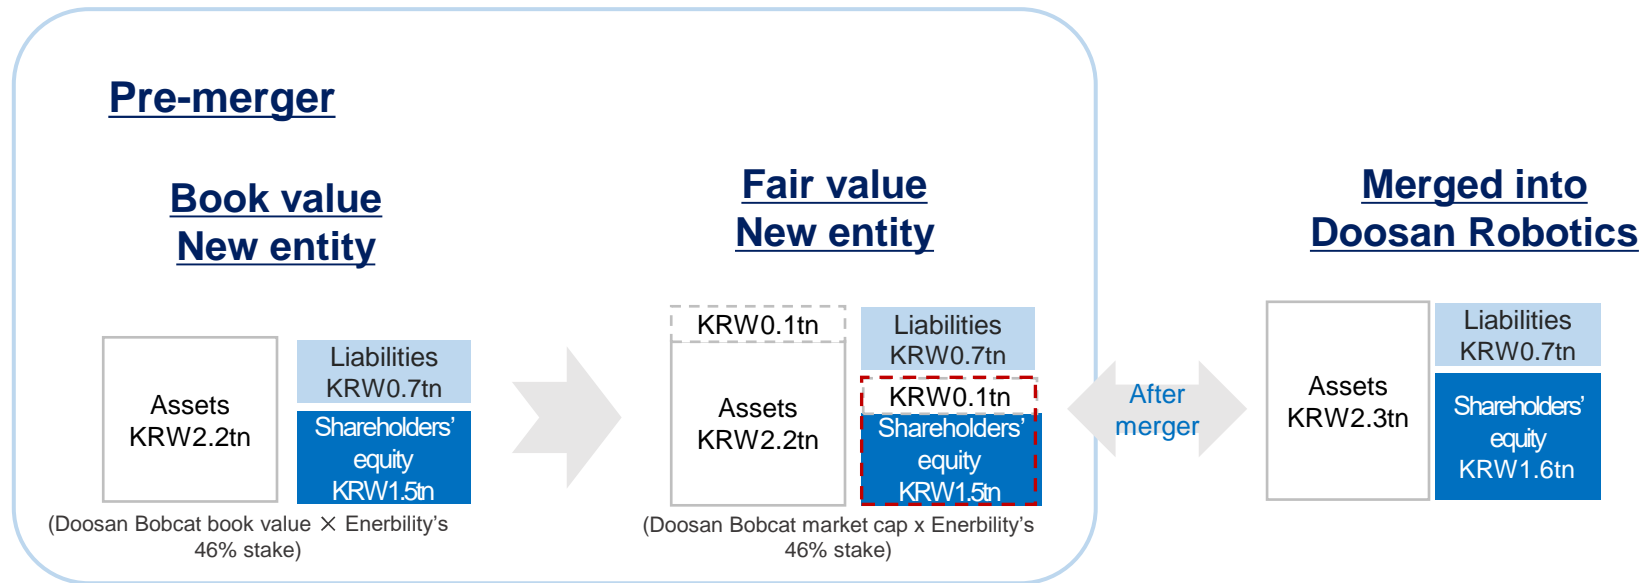 Pre-merger
Book value
New entity
Assets
KRW2.2tn
Liabilities
KRW0.7tn
Shareholders'
equity
KRW1.5tn
(Doosan Bobcat book value × Enerbility's
46% stake)
Fair value
New entity
KRW0.1tn
Assets
KRW2.2tn
Liabilities
KRW0.7tn
KRW0.1tn
Shareholders'
equity
KRW1.5tn
(Doosan Bobcat market cap x Enerbility's
46% stake)
After
merger
Merged into
Doosan Robotics
Assets
KRW2.3tn
Liabilities
KRW0.7tn
Shareholders'
equity
KRW1.6tn